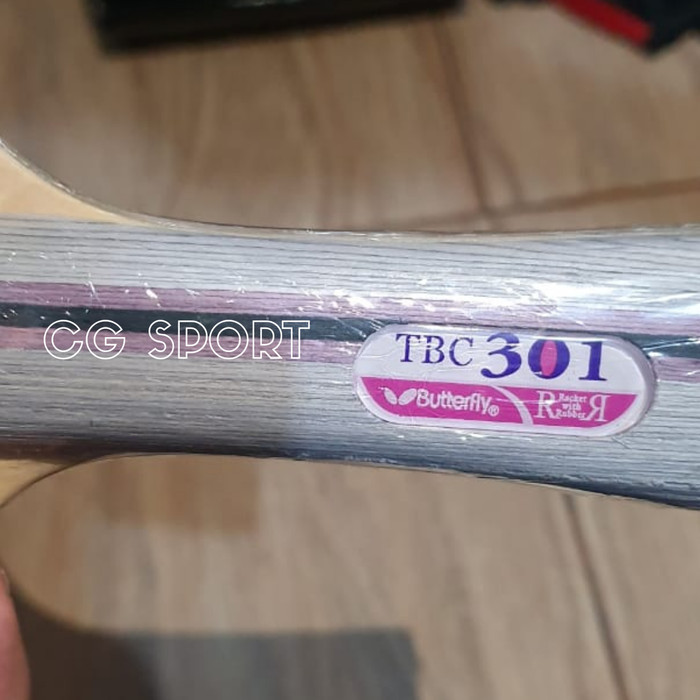 CG SPORT
TBC 301
Butterfly®
R Racket with Rubber R